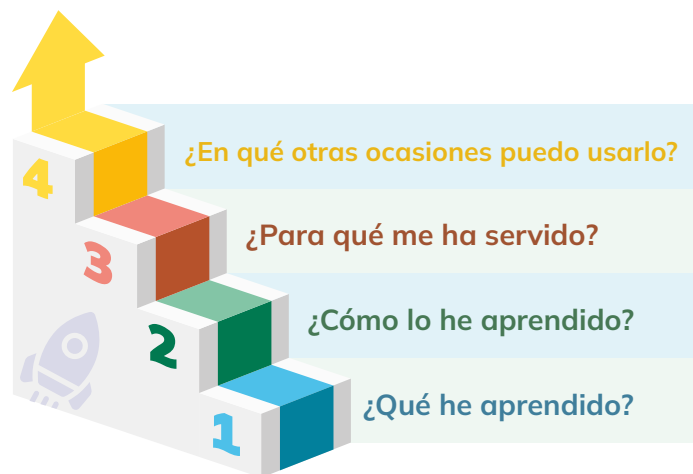 4 ¿En qué otras ocasiones puedo usarlo?
3 ¿Para qué me ha servido?
2 ¿Cómo lo he aprendido?
1 ¿Qué he aprendido?